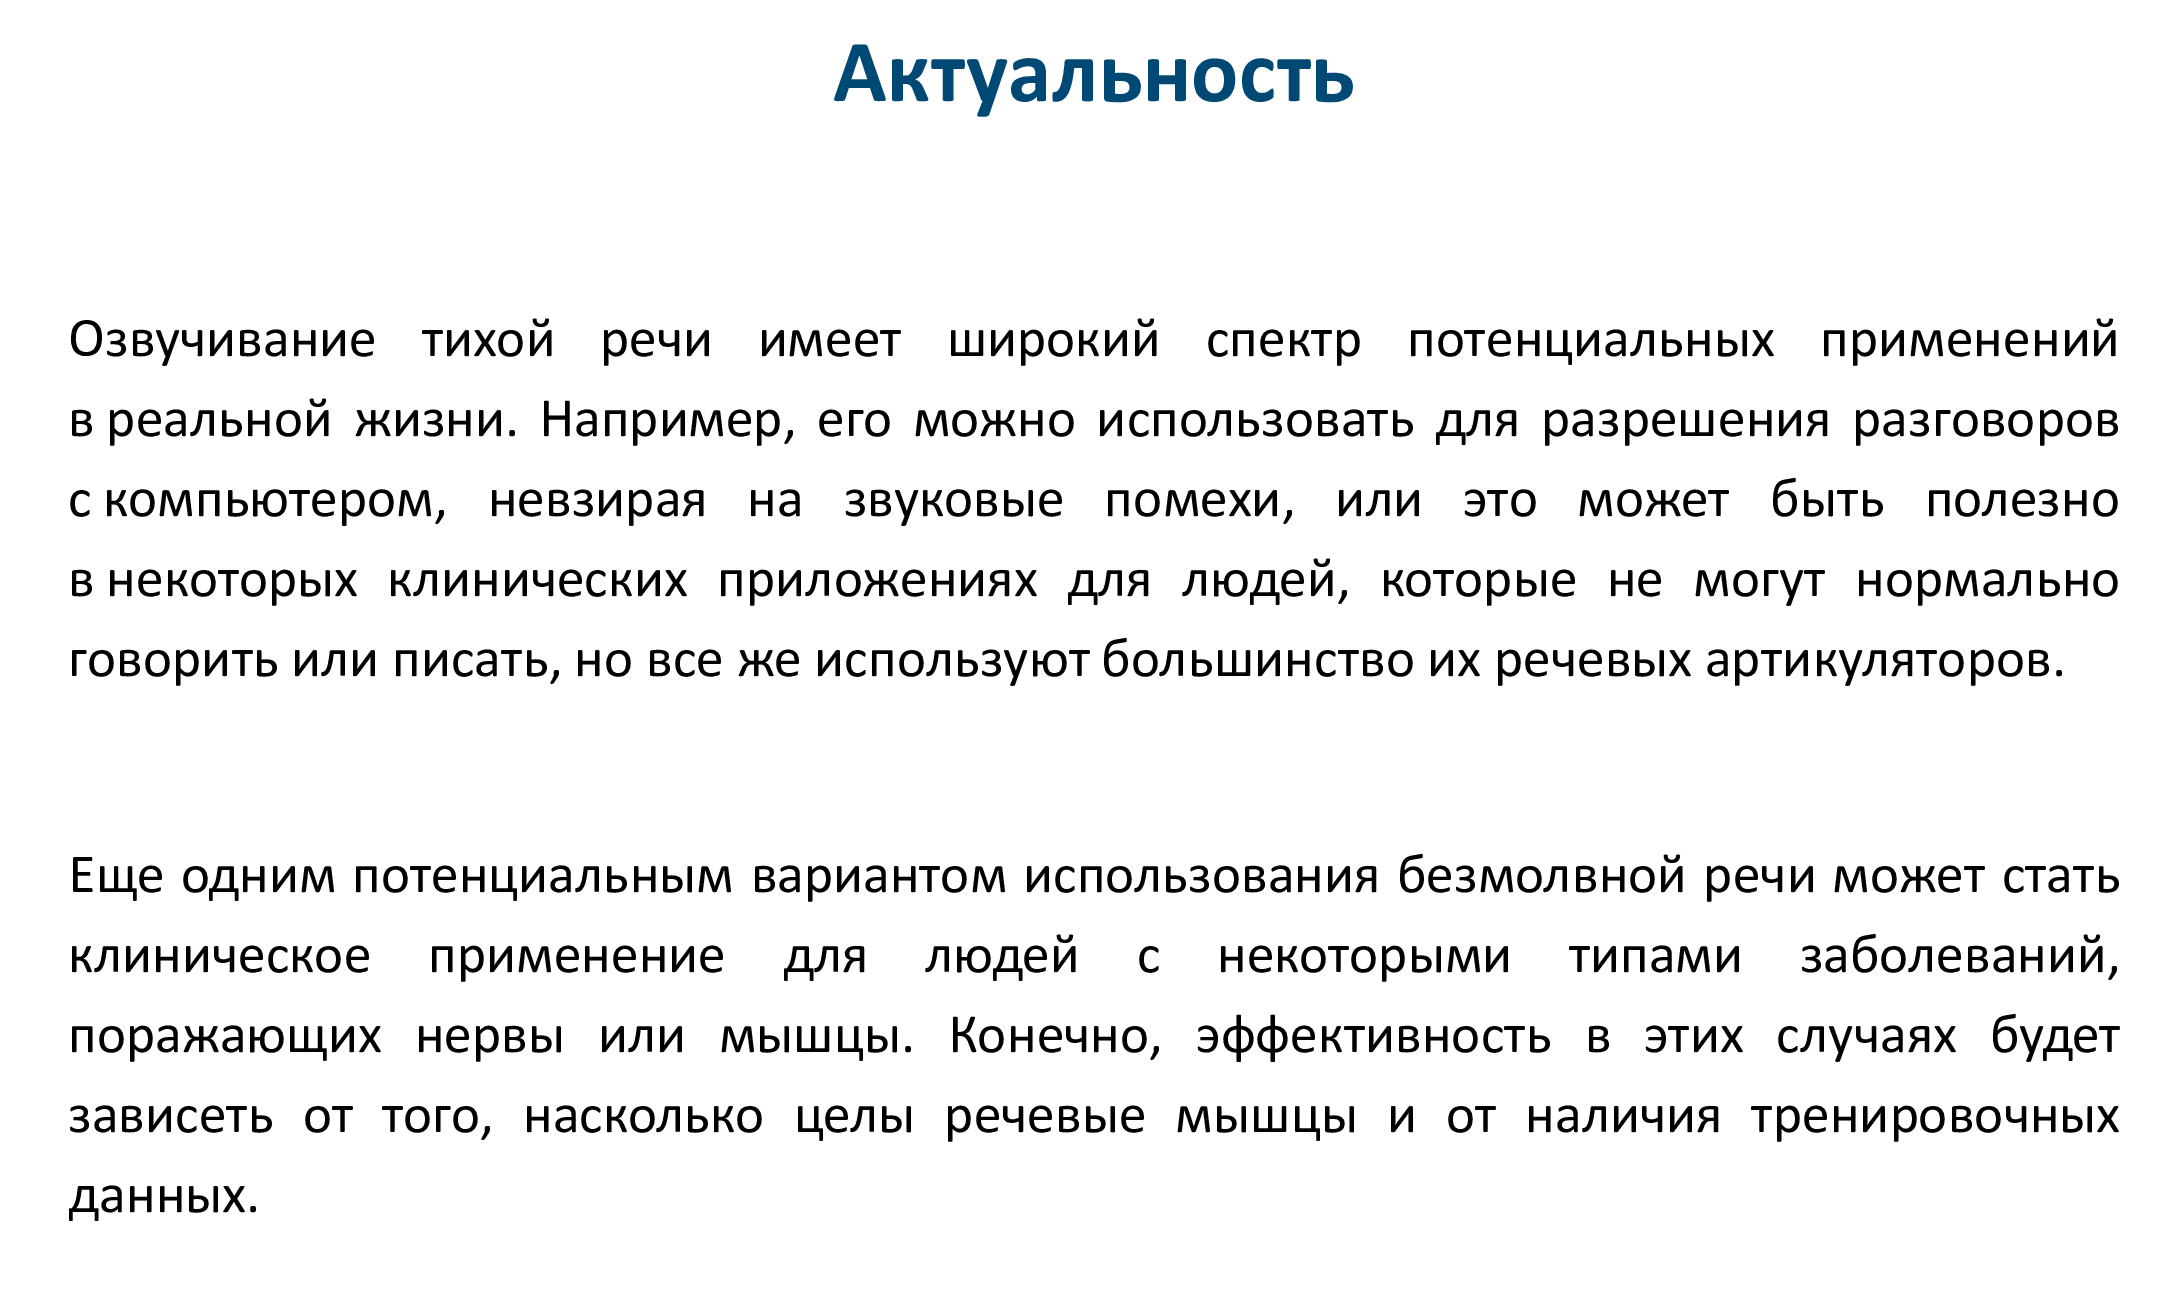 Актуальность
Озвучивание тихой речи имеет широкий спектр потенциальных применений
в реальной жизни. Например, его можно использовать для разрешения разговоров
с компьютером, невзирая на звуковые помехи, или это может быть полезно
в некоторых клинических приложениях для людей, которые не могут нормально
говорить или писать, но все же используют большинство их речевых артикуляторов.
Еще одним потенциальным вариантом использования безмолвной речи может стать
клиническое применение для людей с некоторыми типами заболеваний,
поражающих нервы или мышцы. Конечно, эффективность в этих случаях будет
зависеть от того, насколько целы речевые мышцы и от наличия тренировочных
данных.